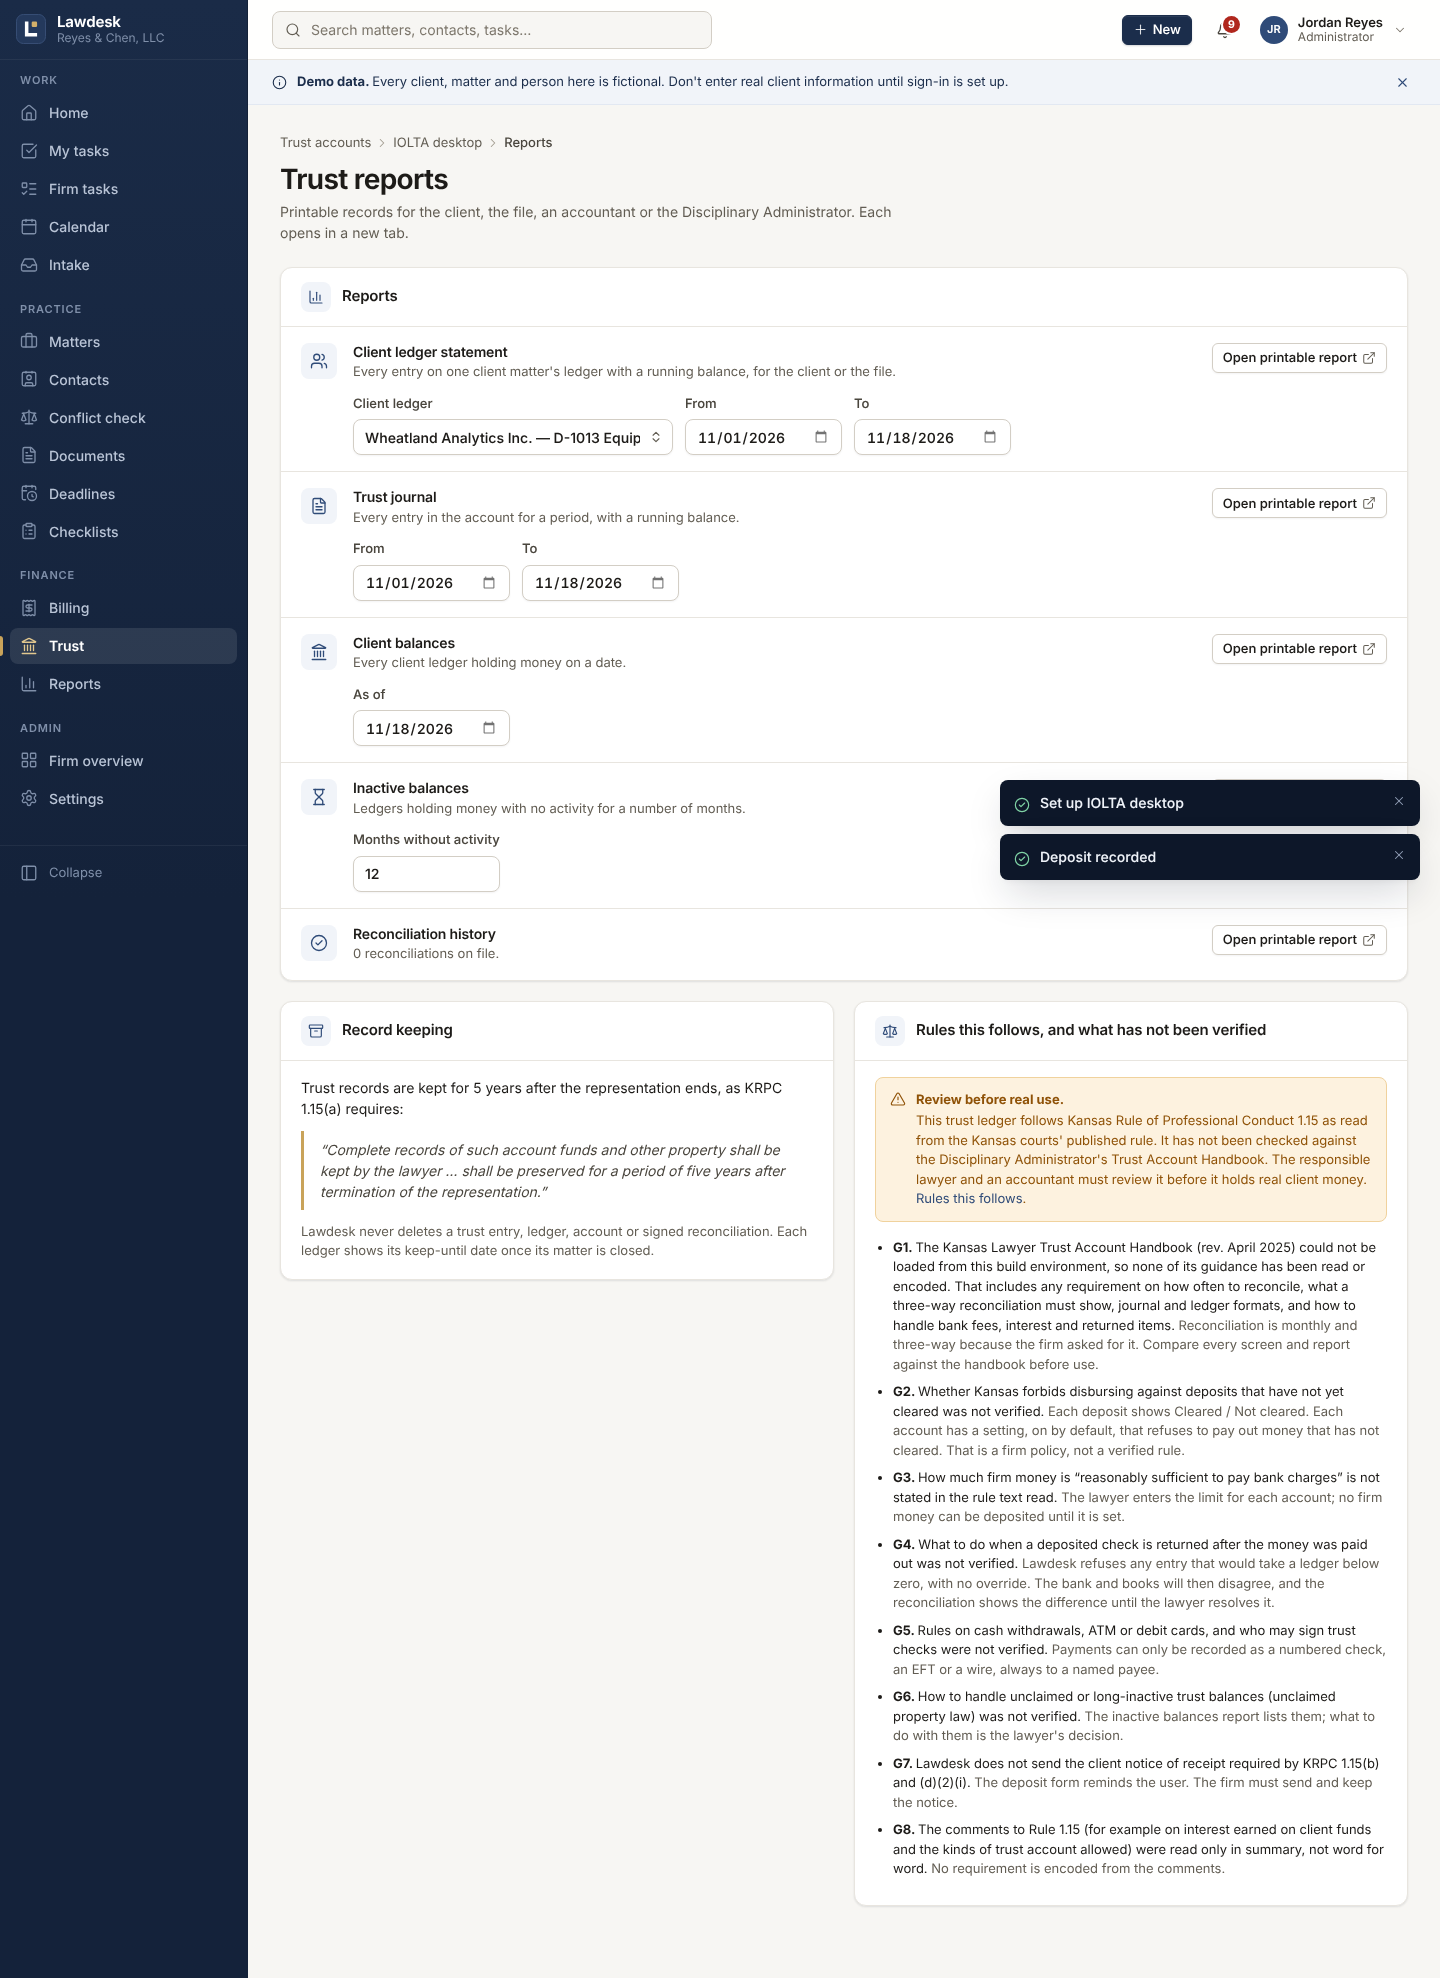 Lawdesk
Reyes & Chen, LLC
WORK
Home
My tasks
Firm tasks
Calendar
Intake
PRACTICE
Matters
Contacts
Conflict check
Documents
Deadlines
Checklists
FINANCE
Billing
Trust
Reports
ADMIN
Firm overview
Settings
Collapse
Search matters, contacts, tasks...
New
9
JR
Jordan Reyes
Administrator
Demo data. Every client, matter and person here is fictional. Don't enter real client information until sign-in is set up.
Trust accounts > IOLTA desktop > Reports
Trust reports
Printable records for the client, the file, an accountant or the Disciplinary Administrator. Each
opens in a new tab.
Reports
Client ledger statement
Every entry on one client matter's ledger with a running balance, for the client or the file.
Open printable report
Client ledger
From
To
Wheatland Analytics Inc. — D-1013 Equip
11/01/2026
11/18/2026
Trust journal
Every entry in the account for a period, with a running balance.
Open printable report
From
To
11/01/2026
11/18/2026
Client balances
Every client ledger holding money on a date.
Open printable report
As of
11/18/2026
Inactive balances
Ledgers holding money with no activity for a number of months.
Months without activity
12
Set up IOLTA desktop
Deposit recorded
Reconciliation history
0 reconciliations on file.
Open printable report
Record keeping
Trust records are kept for 5 years after the representation ends, as KRPC
1.15(a) requires:
“Complete records of such account funds and other property shall be
kept by the lawyer ... shall be preserved for a period of five years after
termination of the representation.”
Lawdesk never deletes a trust entry, ledger, account or signed reconciliation. Each
ledger shows its keep-until date once its matter is closed.
Rules this follows, and what has not been verified
Review before real use.
This trust ledger follows Kansas Rule of Professional Conduct 1.15 as read
from the Kansas courts' published rule. It has not been checked against
the Disciplinary Administrator's Trust Account Handbook. The responsible
lawyer and an accountant must review it before it holds real client money.
Rules this follows.
• G1. The Kansas Lawyer Trust Account Handbook (rev. April 2025) could not be
loaded from this build environment, so none of its guidance has been read or
encoded. That includes any requirement on how often to reconcile, what a
three-way reconciliation must show, journal and ledger formats, and how to
handle bank fees, interest and returned items. Reconciliation is monthly and
three-way because the firm asked for it. Compare every screen and report
against the handbook before use.
• G2. Whether Kansas forbids disbursing against deposits that have not yet
cleared was not verified. Each deposit shows Cleared / Not cleared. Each
account has a setting, on by default, that refuses to pay out money that has not
cleared. That is a firm policy, not a verified rule.
• G3. How much firm money is “reasonably sufficient to pay bank charges” is not
stated in the rule text read. The lawyer enters the limit for each account; no firm
money can be deposited until it is set.
• G4. What to do when a deposited check is returned after the money was paid
out was not verified. Lawdesk refuses any entry that would take a ledger below
zero, with no override. The bank and books will then disagree, and the
reconciliation shows the difference until the lawyer resolves it.
• G5. Rules on cash withdrawals, ATM or debit cards, and who may sign trust
checks were not verified. Payments can only be recorded as a numbered check,
an EFT or a wire, always to a named payee.
• G6. How to handle unclaimed or long-inactive trust balances (unclaimed
property law) was not verified. The inactive balances report lists them; what to
do with them is the lawyer's decision.
• G7. Lawdesk does not send the client notice of receipt required by KRPC 1.15(b)
and (d)(2)(i). The deposit form reminds the user. The firm must send and keep
the notice.
• G8. The comments to Rule 1.15 (for example on interest earned on client funds
and the kinds of trust account allowed) were read only in summary, not word for
word. No requirement is encoded from the comments.